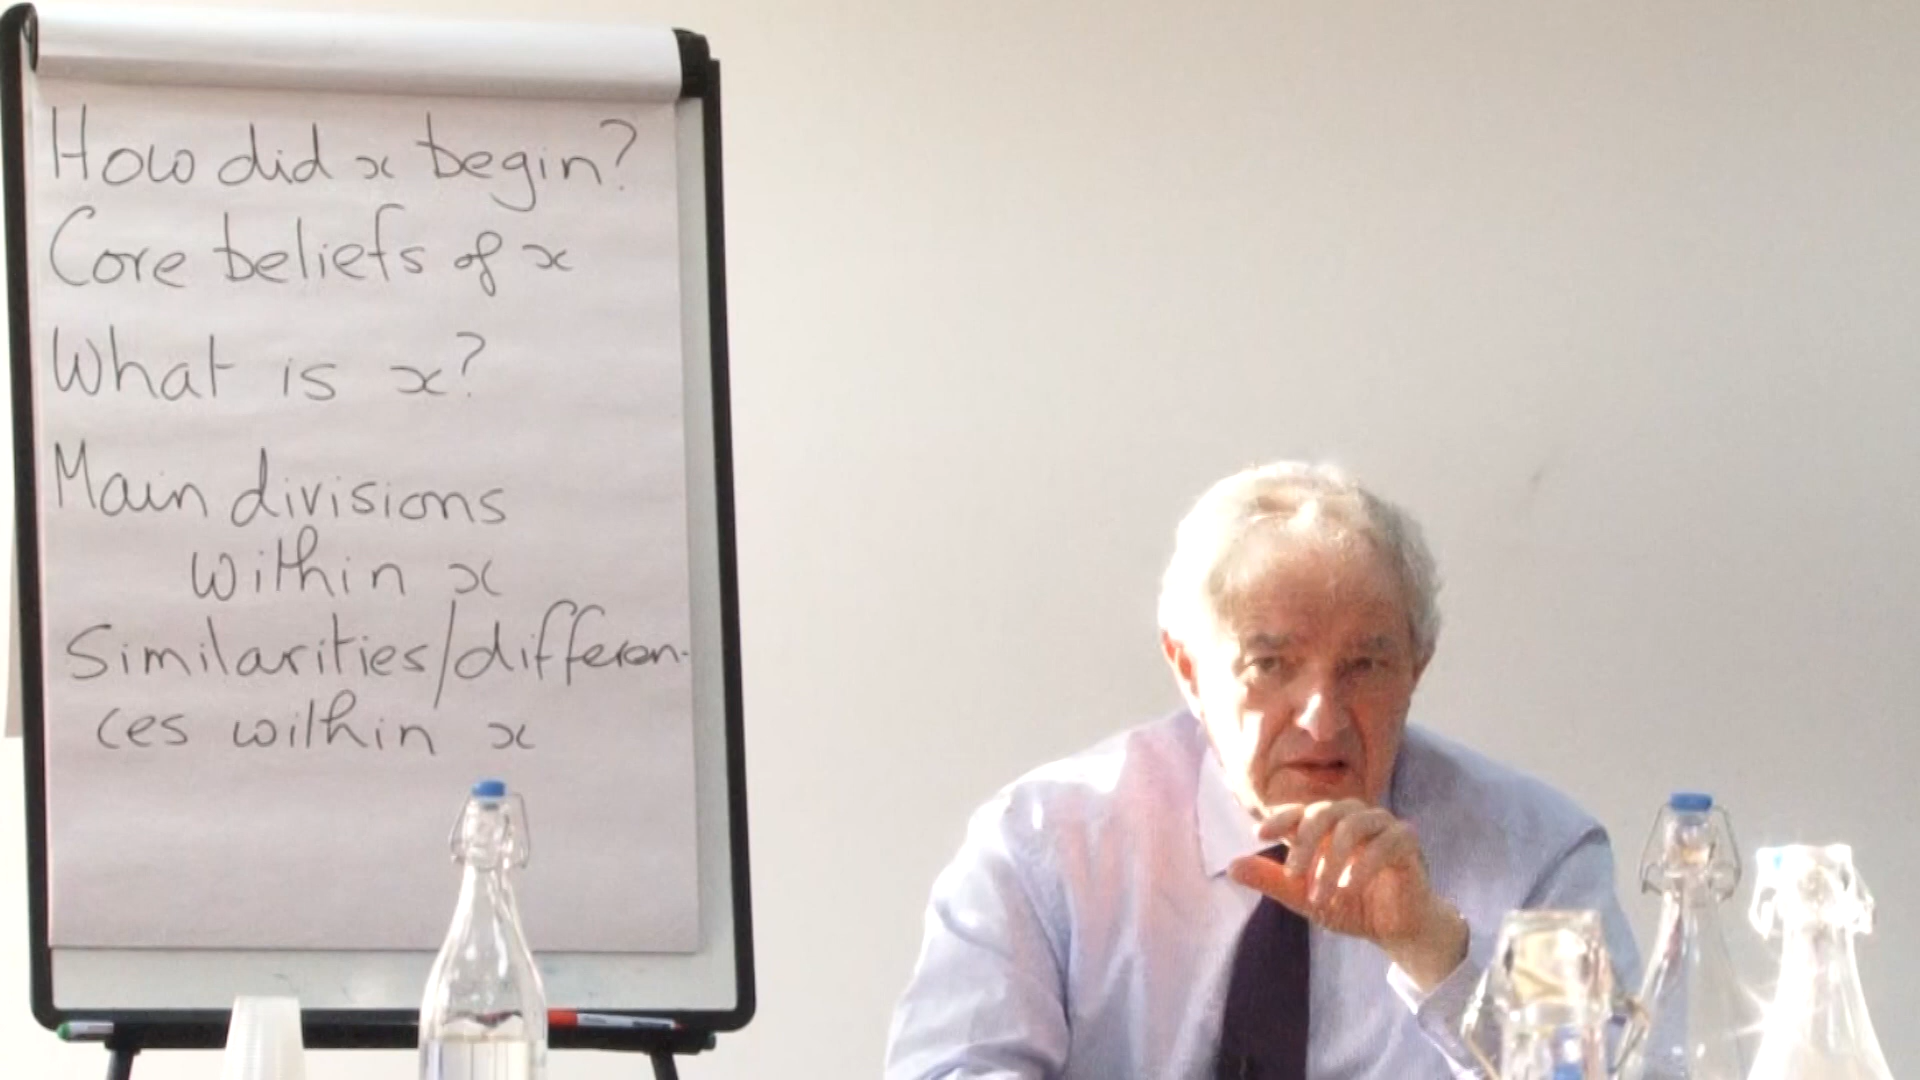 How did x begin?
Core beliefs of x
What is x?
Main divisions
within x
Similarities/differen-
ces within x